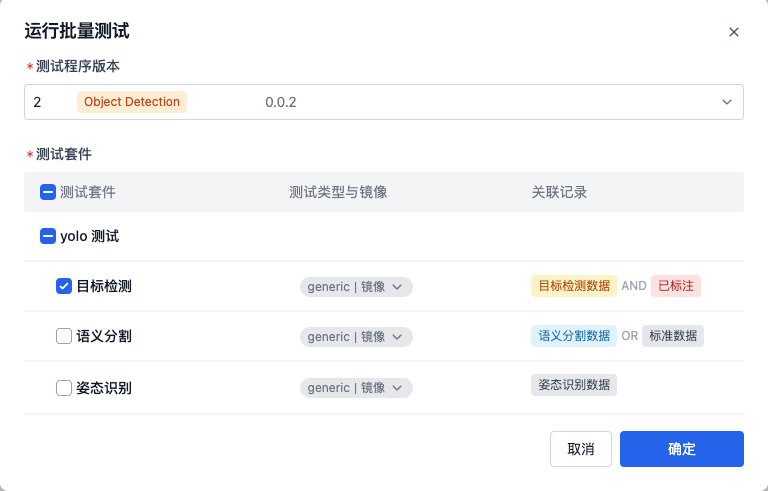 运行批量测试
*测试程序版本
2 Object Detection 0.0.2
*测试套件
测试套件 测试类型与镜像 关联记录
yolo 测试
目标检测 generic | 镜像 目标检测数据 AND 已标注
语义分割 generic | 镜像 语义分割数据 OR 标准数据
姿态识别 generic | 镜像 姿态识别数据
取消 确定